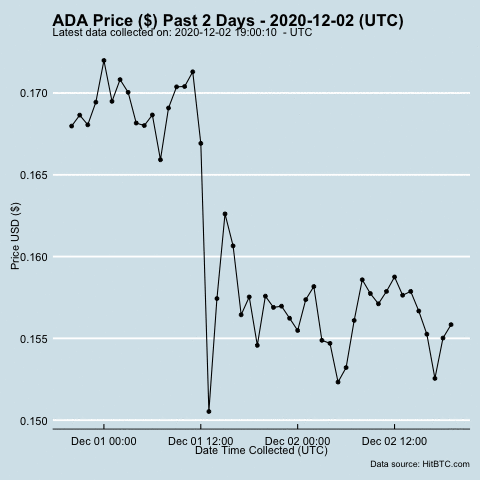 ADA Price ($) Past 2 Days - 2020-12-02 (UTC)
Latest data collected on: 2020-12-02 19:00:10  - UTC
0.170
0.165
0.160
0.155
0.150
Price USD ($)
Dec 01 00:00 Dec 01 12:00 Dec 02 00:00 Dec 02 12:00
Date Time Collected (UTC)
Data source: HitBTC.com